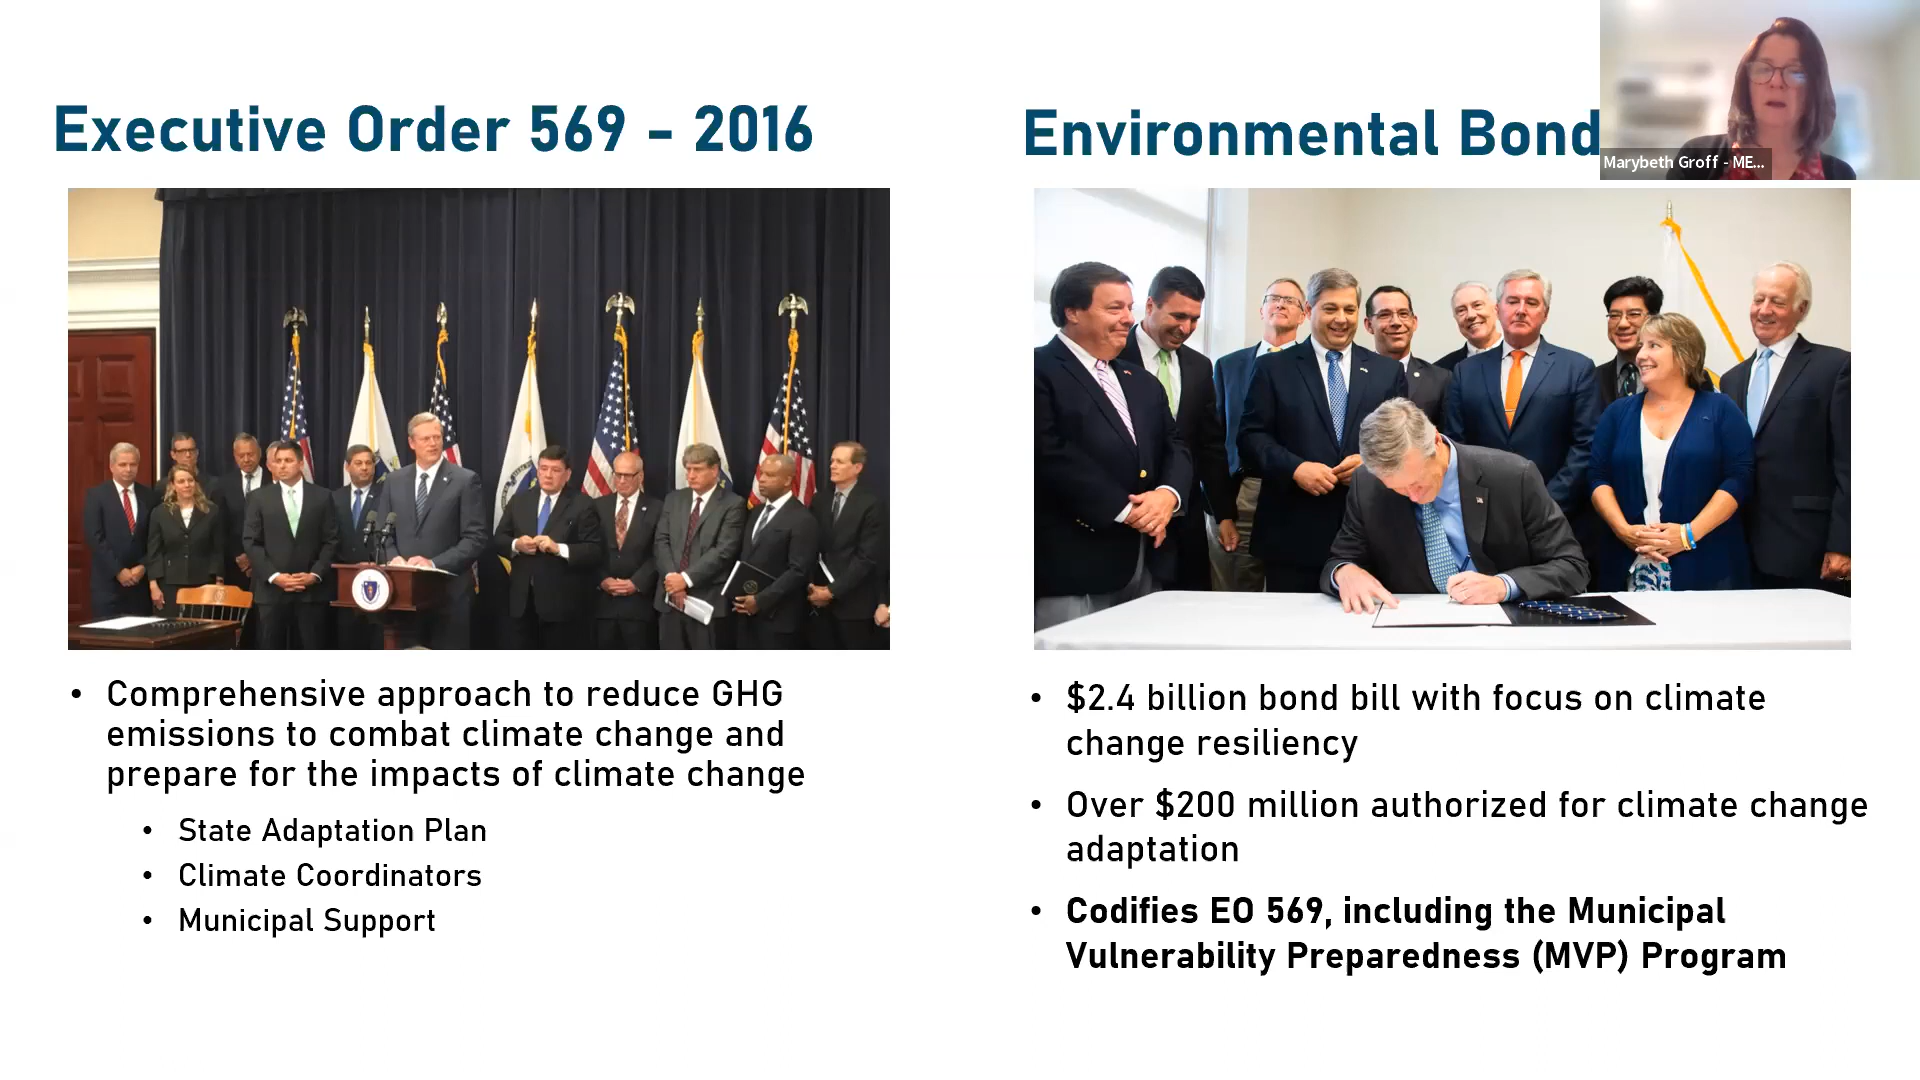 Executive Order 569 - 2016
• Comprehensive approach to reduce GHG
emissions to combat climate change and
prepare for the impacts of climate change
• State Adaptation Plan
• Climate Coordinators
• Municipal Support
Environmental Bond
Marybeth Groff - ME...
• $2.4 billion bond bill with focus on climate
change resiliency
• Over $200 million authorized for climate change
adaptation
• Codifies EO 569, including the Municipal
Vulnerability Preparedness (MVP) Program